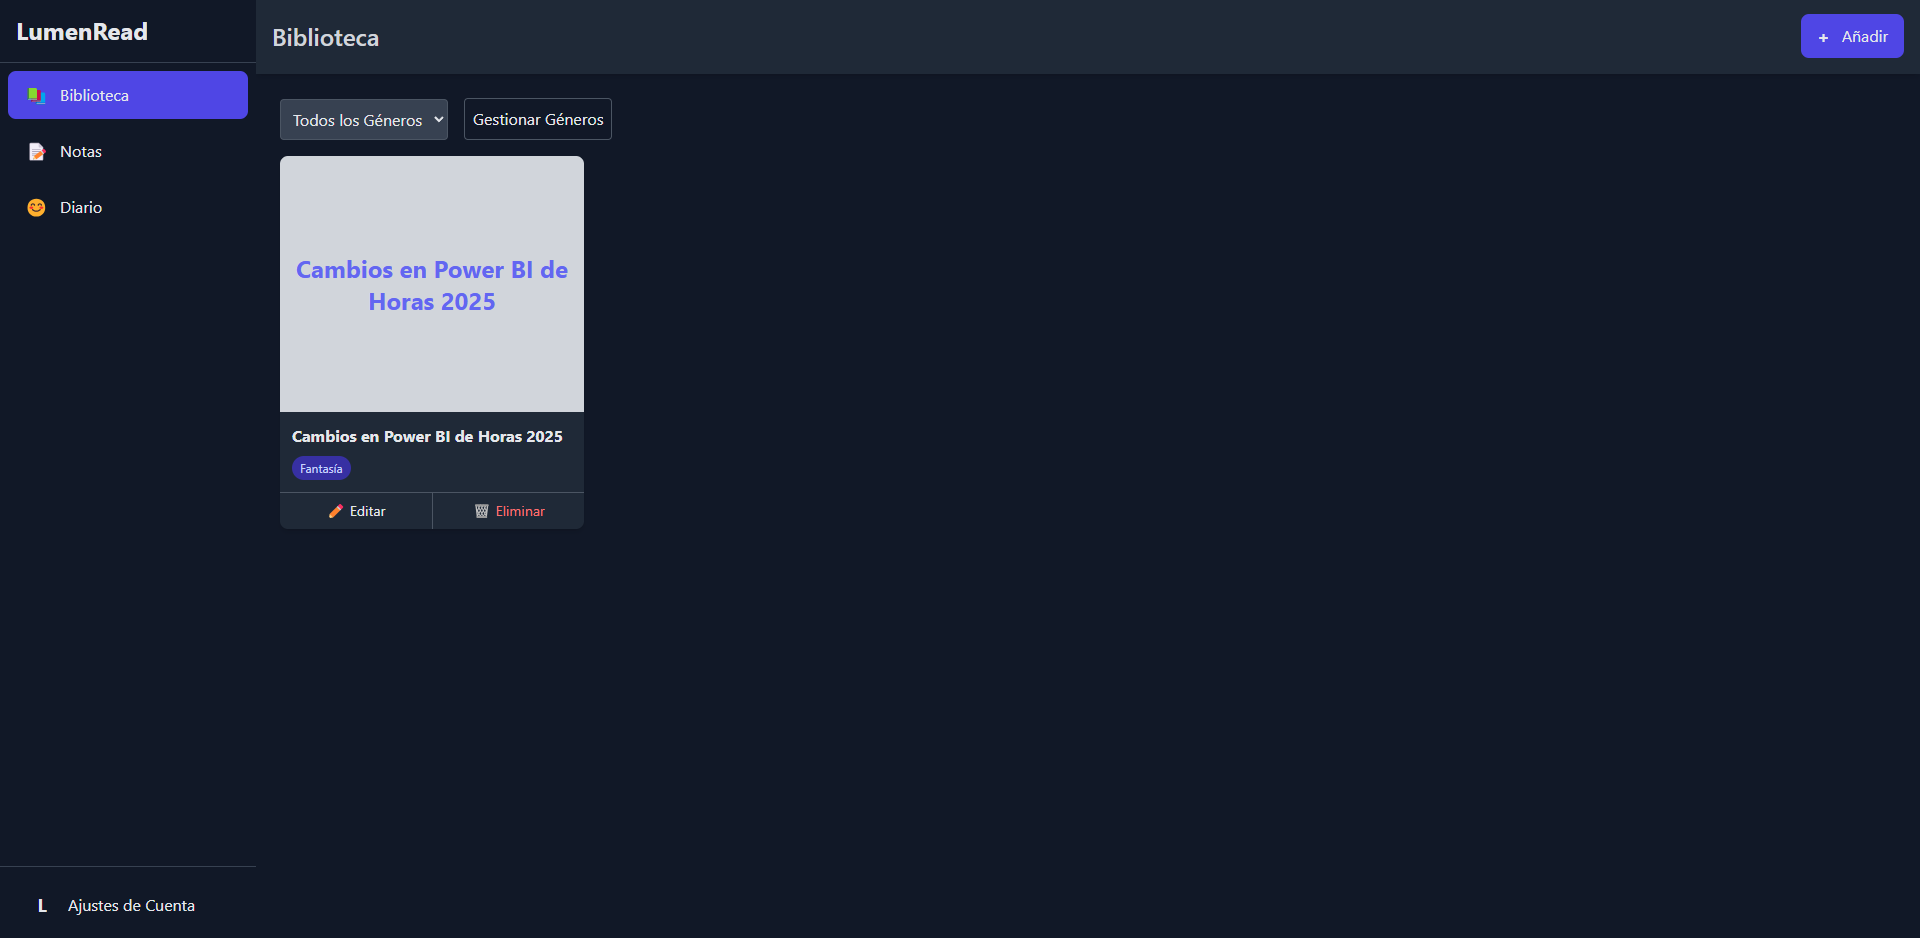 LumenRead
Biblioteca
Notas
Diario
Ajustes de Cuenta
L
Biblioteca
+ Añadir
Todos los Géneros
Gestionar Géneros
Cambios en Power BI de
Horas 2025
Cambios en Power BI de Horas 2025
Fantasía
Editar
Eliminar